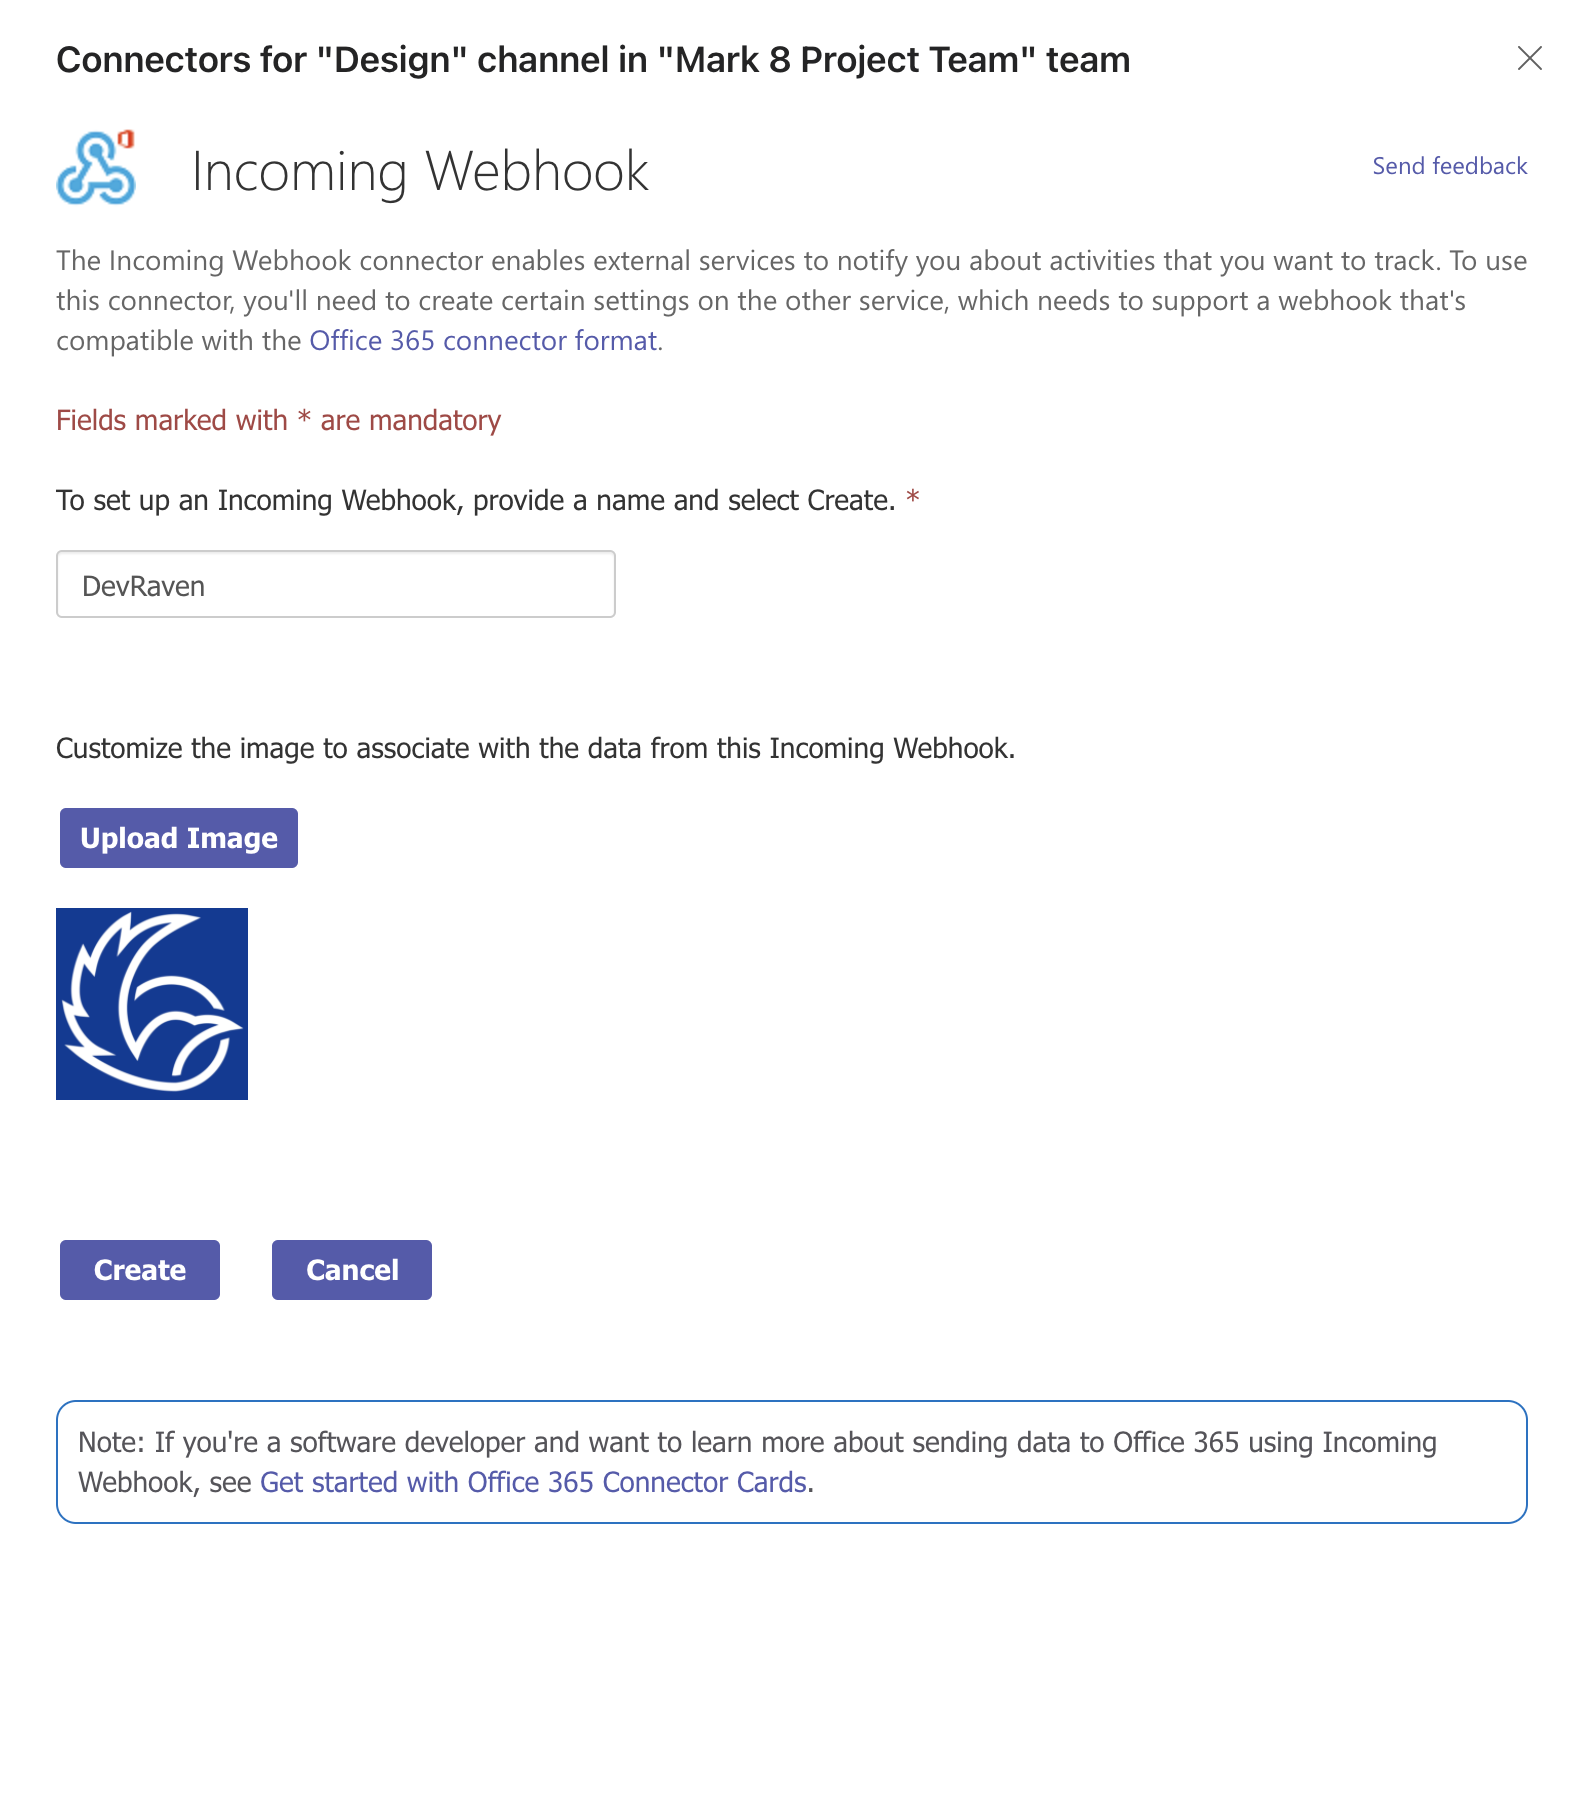 Connectors for "Design" channel in "Mark 8 Project Team" team
Incoming Webhook
Send feedback
The Incoming Webhook connector enables external services to notify you about activities that you want to track. To use
this connector, you'll need to create certain settings on the other service, which needs to support a webhook that's
compatible with the Office 365 connector format.
Fields marked with * are mandatory
To set up an Incoming Webhook, provide a name and select Create. *
DevRaven
Customize the image to associate with the data from this Incoming Webhook.
Upload Image
Create
Cancel
Note: If you're a software developer and want to learn more about sending data to Office 365 using Incoming
Webhook, see Get started with Office 365 Connector Cards.